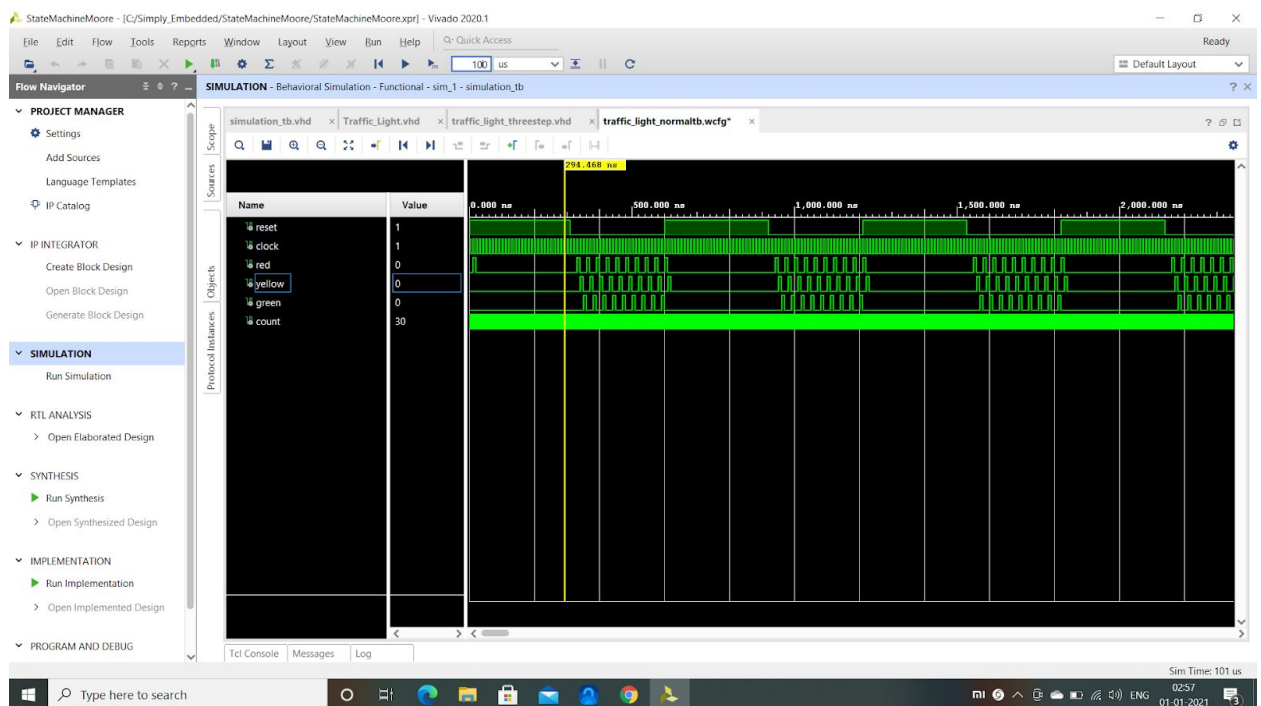 StateMachineMoore - [C:/Simply_Embedded/StateMachineMoore/StateMachineMoore.xpr] - Vivado 2020.1
File Edit Flow Tools Reports Window Layout View Run Help Quick Access Ready
100 us Default Layout
Flow Navigator SIMULATION - Behavioral Simulation - Functional - sim_1 - simulation_tb
PROJECT MANAGER
Settings
Add Sources
Language Templates
IP Catalog
IP INTEGRATOR
Create Block Design
Open Block Design
Generate Block Design
SIMULATION
Run Simulation
RTL ANALYSIS
Open Elaborated Design
SYNTHESIS
Run Synthesis
Open Synthesized Design
IMPLEMENTATION
Run Implementation
Open Implemented Design
PROGRAM AND DEBUG
Scope
Sources
Objects
Protocol Instances
simulation_tb.vhd Traffic_Light.vhd traffic_light_threestep.vhd traffic_light_normaltb.wcfg*
294.468 ns
Name Value 0.000 ns 500.000 ns 1,000.000 ns 1,500.000 ns 2,000.000 ns
reset 1
clock 1
red 0
yellow 0
green 0
count 30
Tcl Console Messages Log
Sim Time: 101 us
Type here to search ENG 02:57
01-01-2021 3